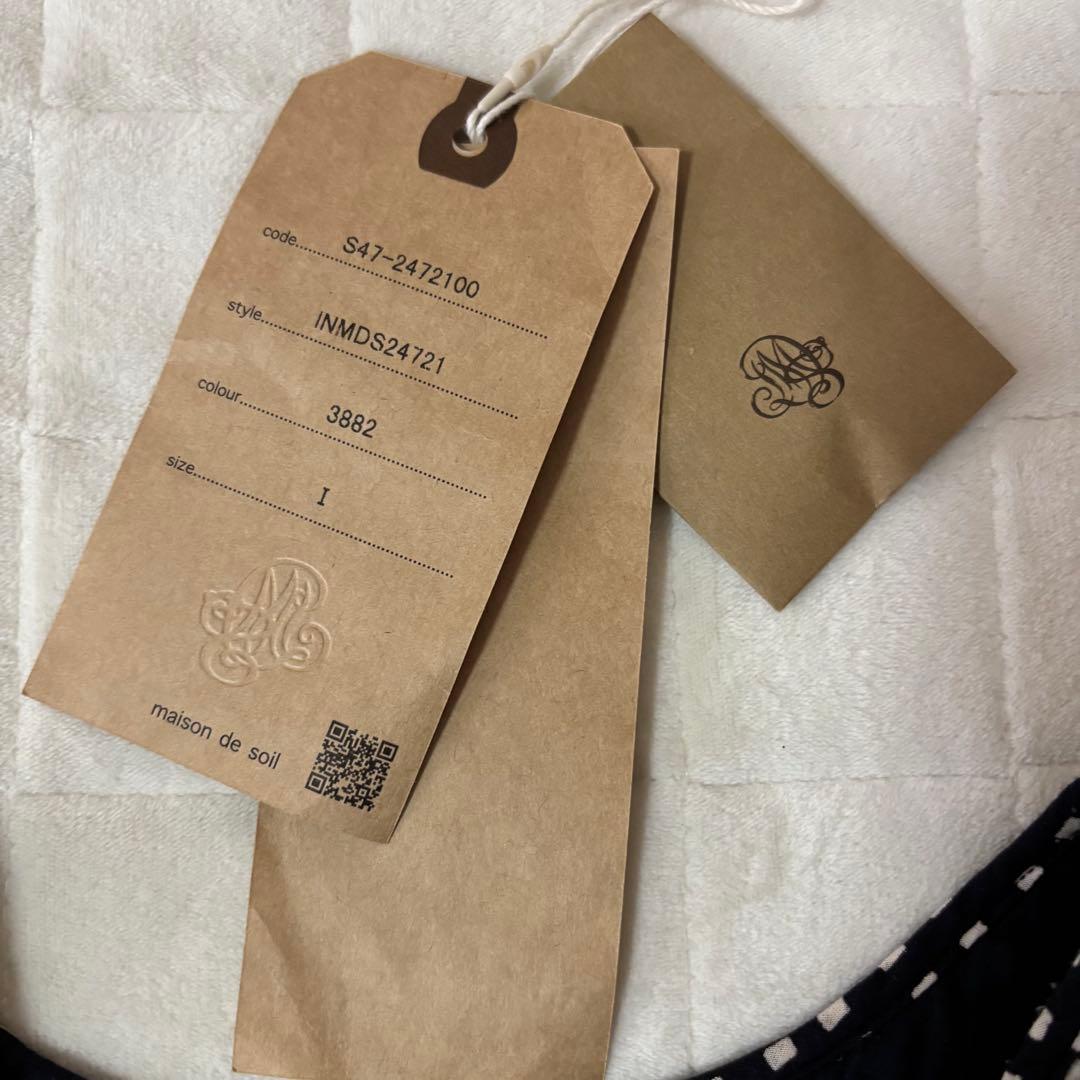 code S47-2472100
style INMDS24721
colour 3882
size I
maison de soil